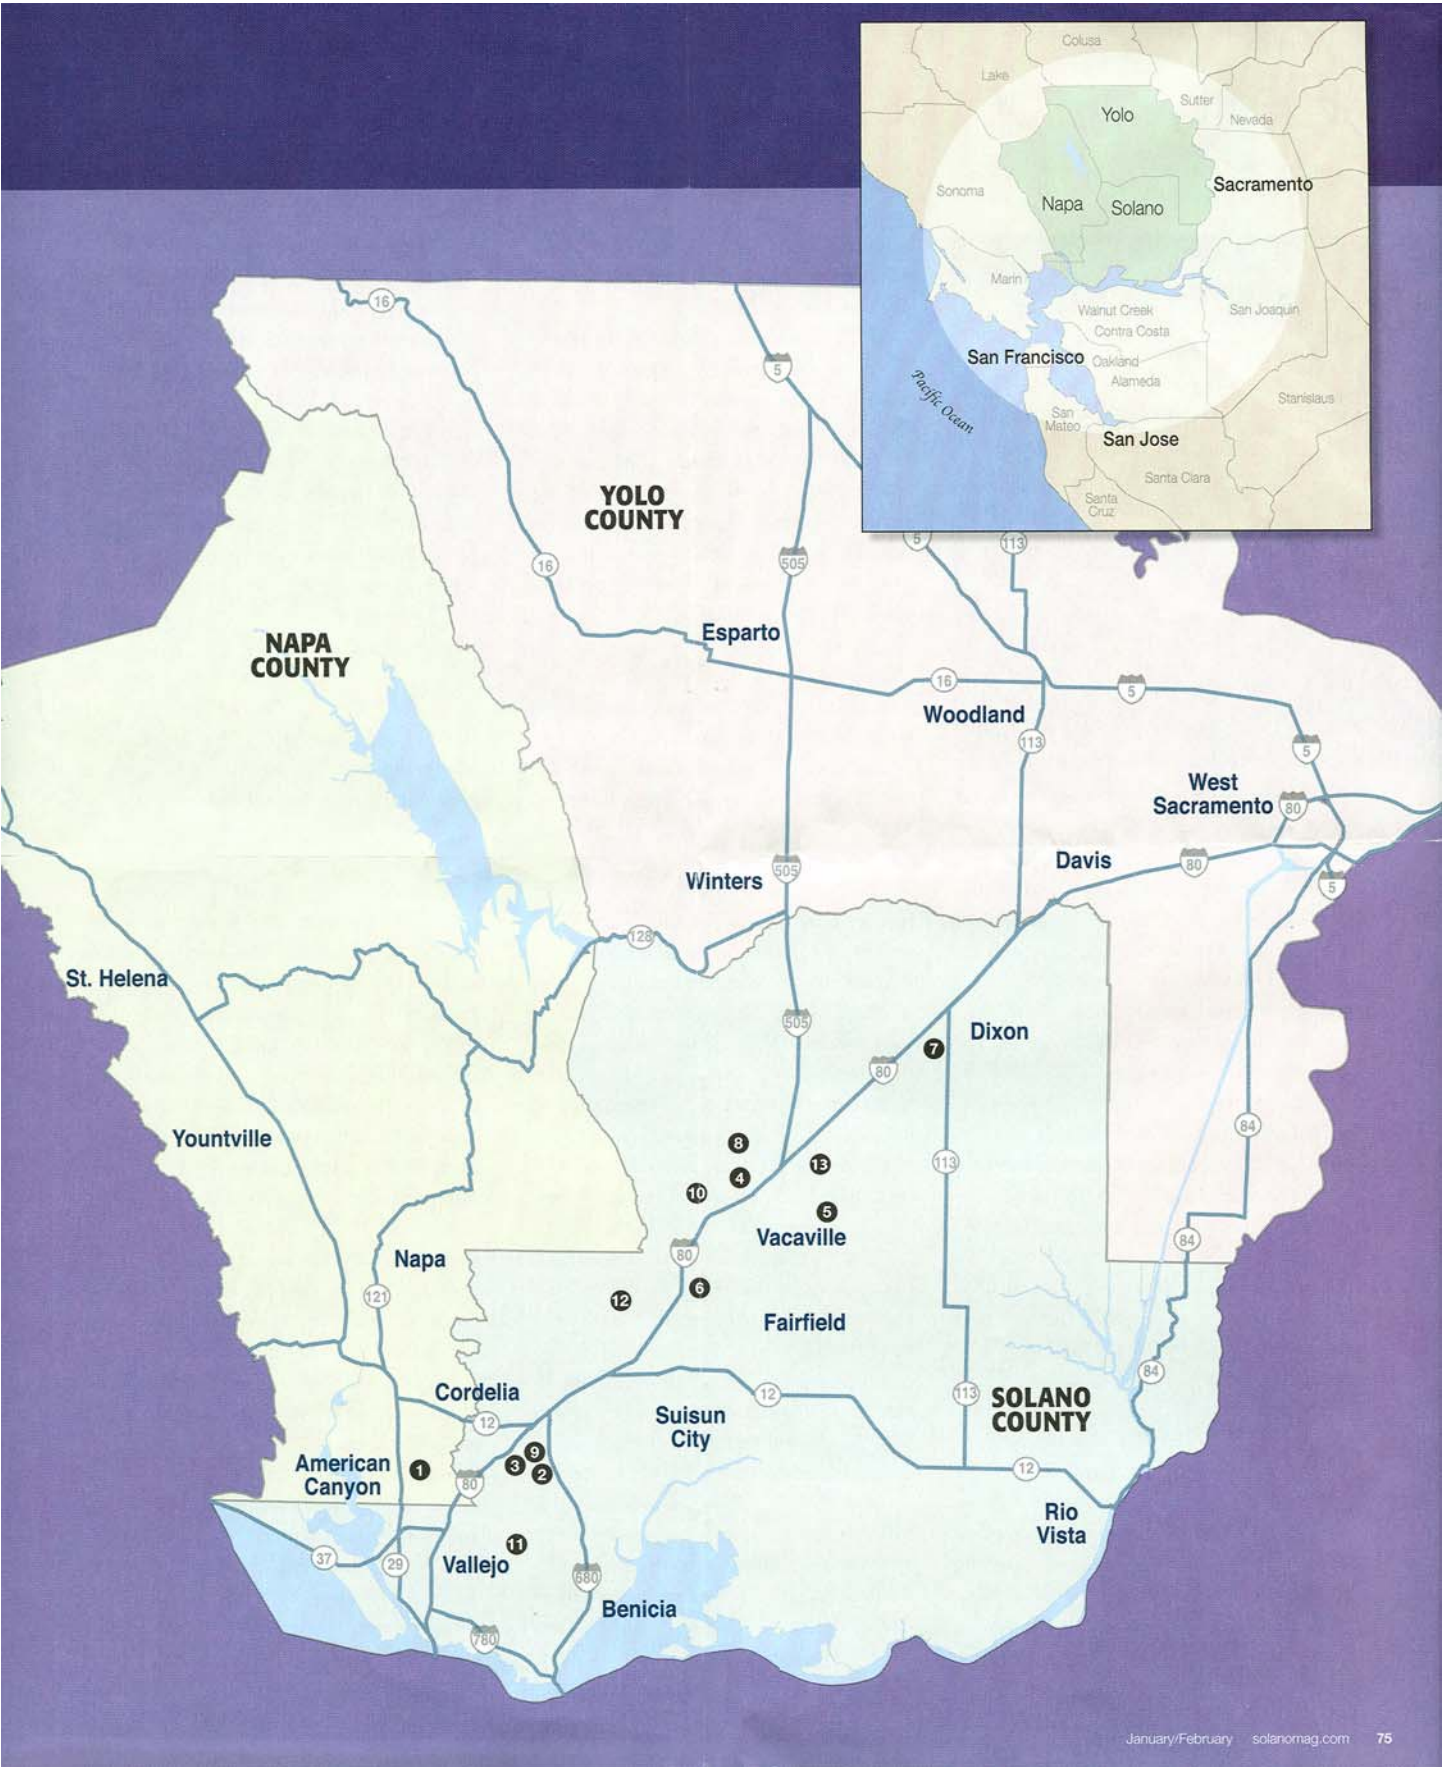 Colusa
Lake
Sutter
Yolo
Nevada
Sacramento
Sonoma
Napa
Solano
Marin
Walnut Creek
San Joaquin
Contra Costa
San Francisco
Oakland
Alameda
Pacific Ocean
Stanislaus
San
Mateo
San Jose
Santa Clara
Santa
Cruz
16
5
YOLO
COUNTY
5
113
505
16
Esparto
NAPA
COUNTY
16
5
Woodland
113
5
West
Sacramento
80
Davis
80
505
Winters
5
128
St. Helena
505
Dixon
7
80
84
Yountville
8
13
113
4
10
5
Vacaville
84
80
Napa
6
121
12
Fairfield
84
Cordelia
12
113
SOLANO
COUNTY
12
Suisun
City
9
American
Canyon
1
3
2
80
12
Rio
Vista
11
37
29
Vallejo
680
Benicia
780
January/February solanomag.com 75